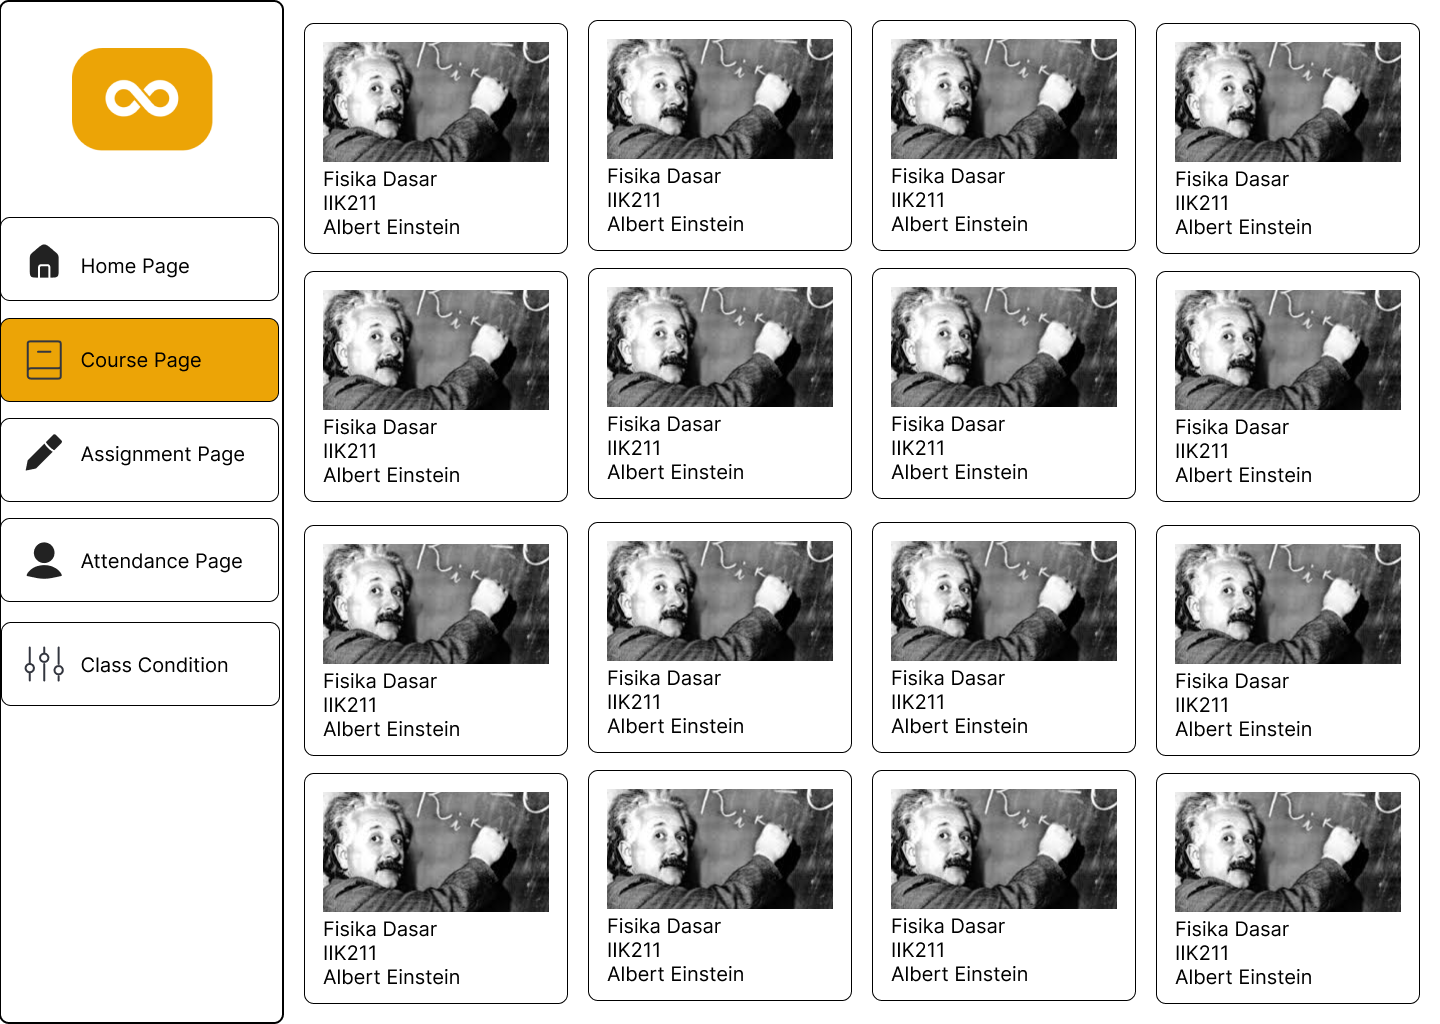 Home Page
Course Page
Assignment Page
Attendance Page
Class Condition
Fisika Dasar
IIK211
Albert Einstein
Fisika Dasar
IIK211
Albert Einstein
Fisika Dasar
IIK211
Albert Einstein
Fisika Dasar
IIK211
Albert Einstein
Fisika Dasar
IIK211
Albert Einstein
Fisika Dasar
IIK211
Albert Einstein
Fisika Dasar
IIK211
Albert Einstein
Fisika Dasar
IIK211
Albert Einstein
Fisika Dasar
IIK211
Albert Einstein
Fisika Dasar
IIK211
Albert Einstein
Fisika Dasar
IIK211
Albert Einstein
Fisika Dasar
IIK211
Albert Einstein
Fisika Dasar
IIK211
Albert Einstein
Fisika Dasar
IIK211
Albert Einstein
Fisika Dasar
IIK211
Albert Einstein
Fisika Dasar
IIK211
Albert Einstein